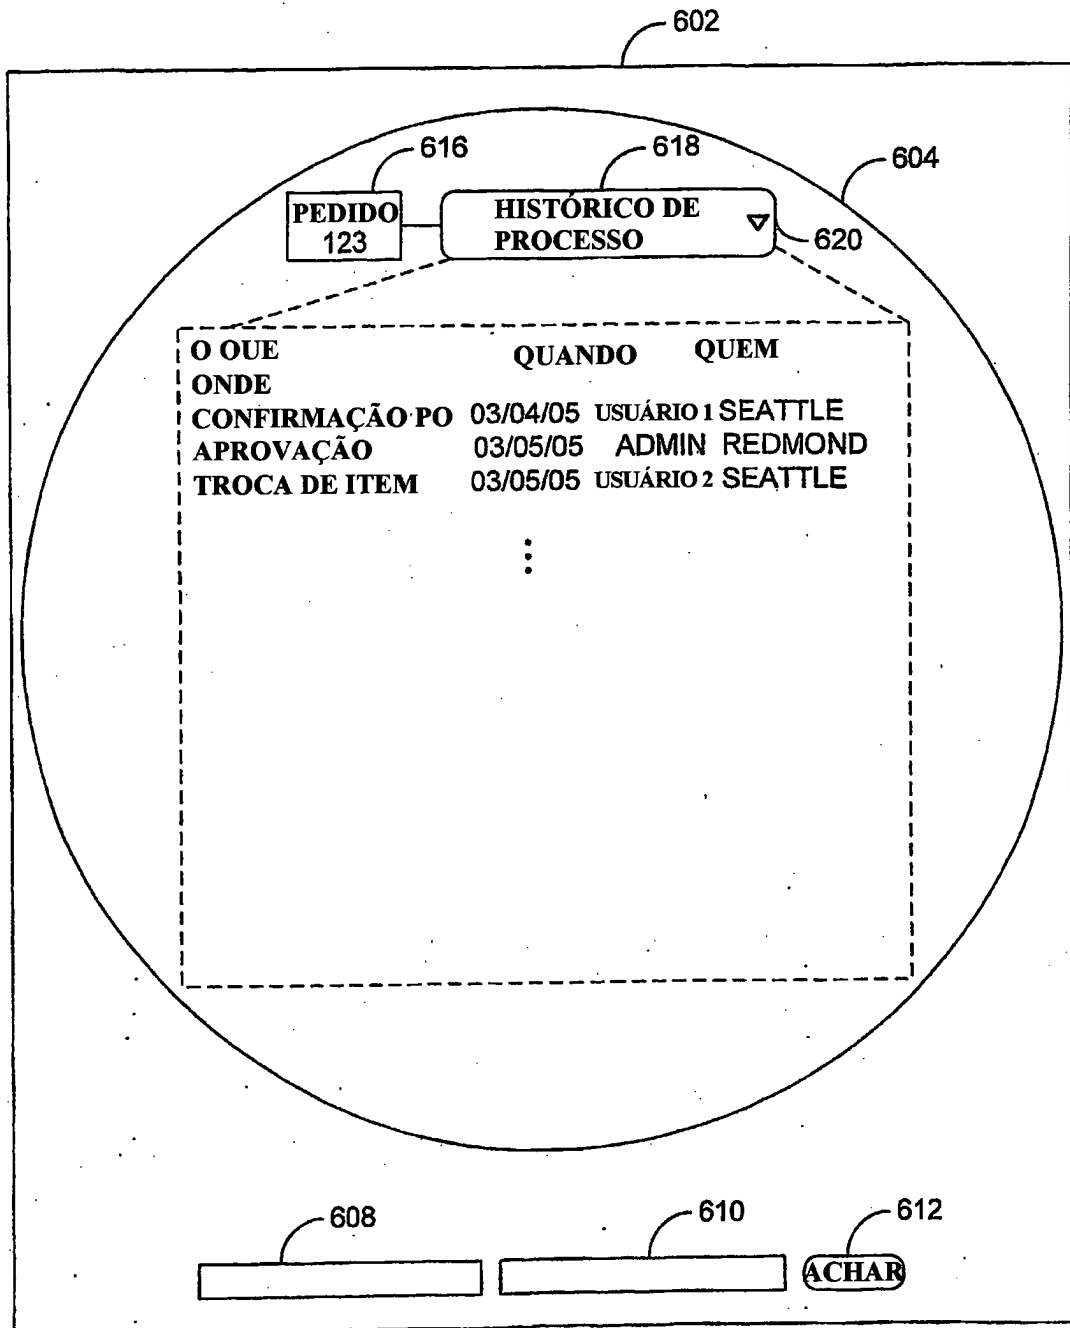 602
616
618
604
PEDIDO
123
HISTÓRICO DE
PROCESSO
620
O QUE QUANDO QUEM
ONDE
CONFIRMAÇÃO PO 03/04/05 USUÁRIO 1 SEATTLE
APROVAÇÃO 03/05/05 ADMIN REDMOND
TROCA DE ITEM 03/05/05 USUÁRIO 2 SEATTLE
608
610
612
ACHAR